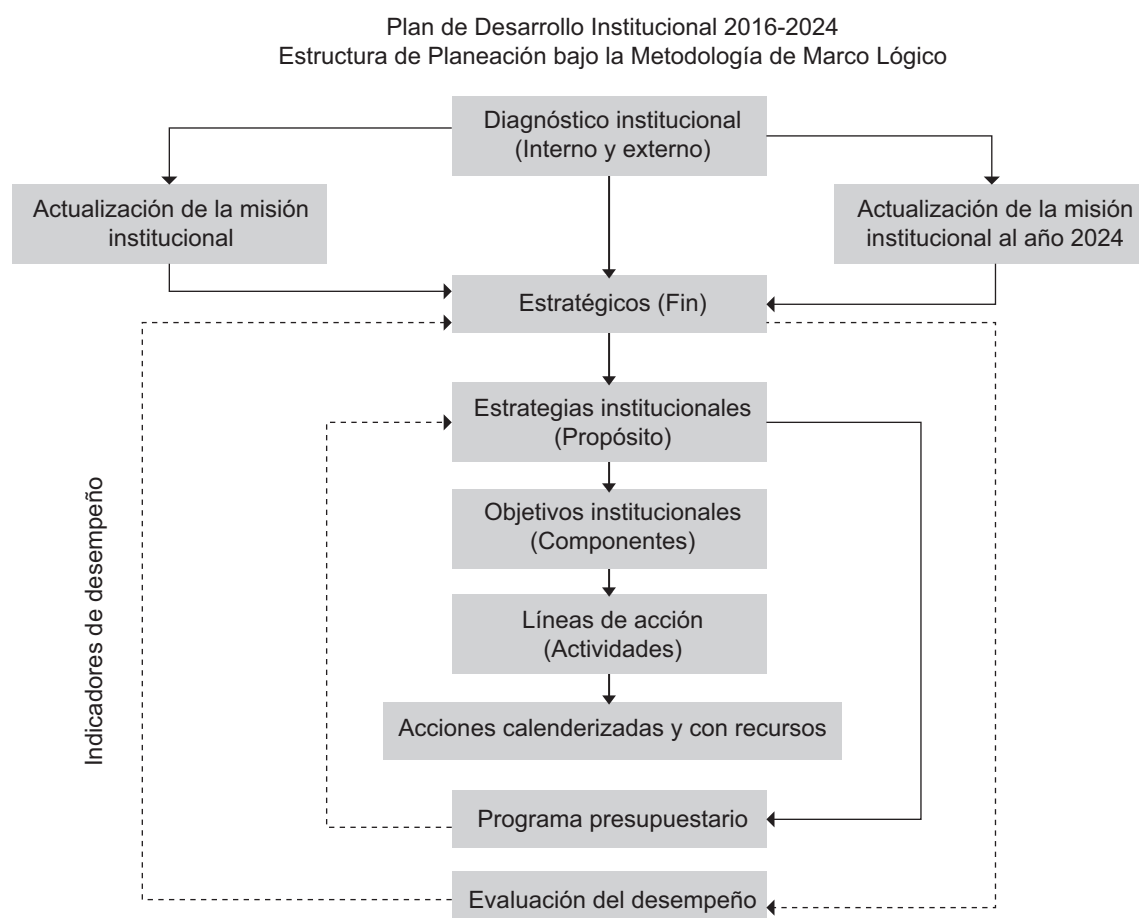 Plan de Desarrollo Institucional 2016-2024
Estructura de Planeación bajo la Metodología de Marco Lógico
Diagnóstico institucional
(Interno y externo)
Actualización de la misión
institucional
Actualización de la misión
institucional al año 2024
Estratégicos (Fin)
Estrategias institucionales
(Propósito)
Objetivos institucionales
(Componentes)
Líneas de acción
(Actividades)
Acciones calenderizadas y con recursos
Programa presupuestario
Evaluación del desempeño
Indicadores de desempeño